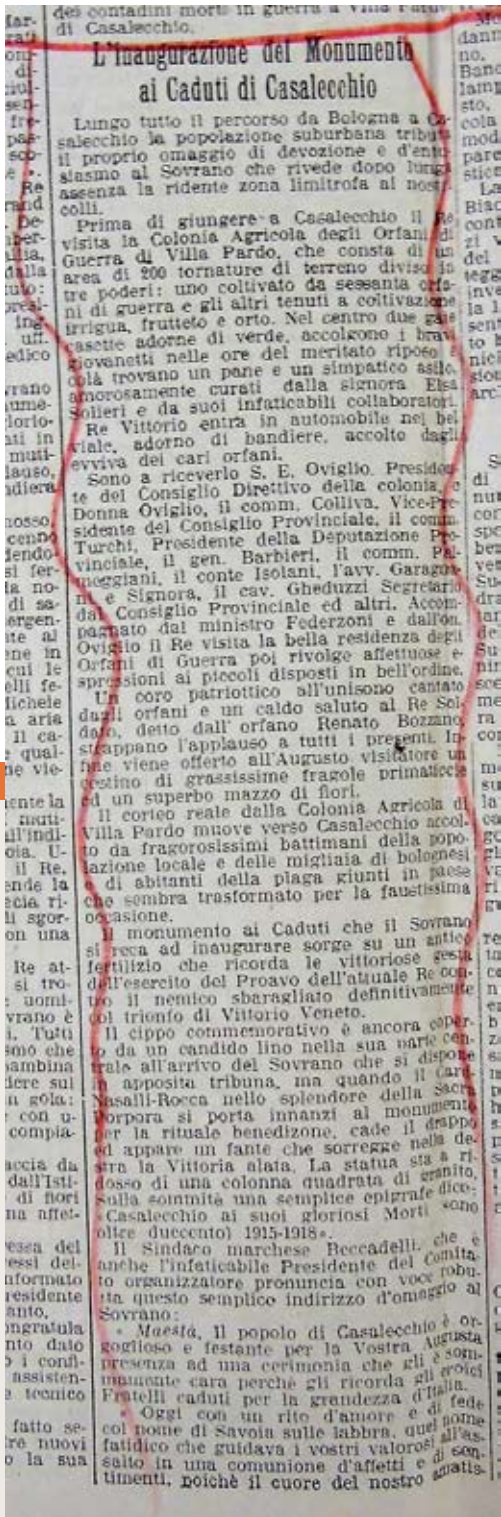 dei contadini morti in guerra a Villa
di Casalecchio.
L'inaugurazione del Monumento
ai Caduti di Casalecchio
Lungo tutto il percorso da Bologna a Ca-
salecchio la popolazione suburbana tributa
il proprio omaggio di devozione e d'entu-
siasmo al Sovrano che rivede dopo lunga
assenza la ridente zona limitrofa ai nostri
colli.
Prima di giungere a Casalecchio il Re
visita la Colonia Agricola degli Orfani di
Guerra di Villa Pardo, che consta di un
area di 200 tornature di terreno diviso in
tre poderi: uno coltivato da sessanta orfa-
ni di guerra e gli altri tenuti a coltivazione
irrigua, frutteto e orto. Nel centro due gaie
casette adorne di verde, accolgono i bravi
giovanetti nelle ore del meritato riposo e
colà trovano un pane e un simpatico asilo,
amorosamente curati dalla signora Elsa
Solieri e da suoi infaticabili collaboratori.
Re Vittorio entra in automobile nel bel
viale, adorno di bandiere, accolto dagli
evviva dei cari orfani.
Sono a riceverlo S. E. Oviglio, Presiden-
te del Consiglio Direttivo della colonia, e
Donna Oviglio, il comm. Colliva, Vice-Pre-
sidente del Consiglio Provinciale, il comm.
Turchi, Presidente della Deputazione Pro-
vinciale, il gen. Barbieri, il comm. Pal-
meggiani, il conte Isolani, l'avv. Garagna-
ni e Signora, il cav. Gheduzzi Segretario
dal Consiglio Provinciale ed altri. Accom-
pagnato dal ministro Federzoni e dall'on.
Oviglio il Re visita la bella residenza degli
Orfani di Guerra poi rivolge affettuose e-
spressioni ai piccoli disposti in bell'ordine.
Un coro patriottico all'unisono cantato
dagli orfani e un caldo saluto al Re Sol-
dato, detto dall'orfano Renato Bozzano,
strappano l'applauso a tutti i presenti. In-
fine viene offerto all'Augusto visitatore un
cestino di grassissime fragole primaticcie
ed un superbo mazzo di fiori.
Il corteo reale dalla Colonia Agricola di
Villa Pardo muove verso Casalecchio accol-
to da fragorosissimi battimani della popo-
lazione locale e delle migliaia di bolognesi
e di abitanti della plaga giunti in paese
che sembra trasformato per la faustissima
occasione.
Il monumento ai Caduti che il Sovrano
si reca ad inaugurare sorge su un antico
fertilizio che ricorda le vittoriose gesta
dell'esercito del Proavo dell'attuale Re con-
tro il nemico sbaragliato definitivamente
col trionfo di Vittorio Veneto.
Il cippo commemorativo è ancora coper-
to da un candido lino nella sua parte cen-
trale all'arrivo del Sovrano che si dispone
in apposita tribuna, ma quando il Card.
Nasalli-Rocca nello splendore della Sacra
Porpora si porta innanzi al monumento
per la rituale benedizone, cade il drappo
ed appare un fante che sorregge nella de-
stra la Vittoria alata. La statua sta a ri-
dosso di una colonna quadrata di granito.
Sulla sommità una semplice epigrafe dice:
«Casalecchio ai suoi gloriosi Morti (sono
oltre duecento) 1915-1918».
Il Sindaco marchese Beccadelli, che è
anche l'infaticabile Presidente del Comita-
to organizzatore pronuncia con voce robu-
sta questo semplice indirizzo d'omaggio al
Sovrano:
« Maestà, Il popolo di Casalecchio è or-
goglioso e festante per la Vostra Augusta
presenza ad una cerimonia che gli è som-
mamente cara perchè gli ricorda gli eroici
Fratelli caduti per la grandezza d'Italia.
« Oggi con un rito d'amore e di fede
col nome di Savoia sulle labbra, quel nome
fatidico che guidava i vostri valorosi all'as-
salto in una comunione d'affetti e di sen-
timenti, poichè il cuore del nostro amatis-